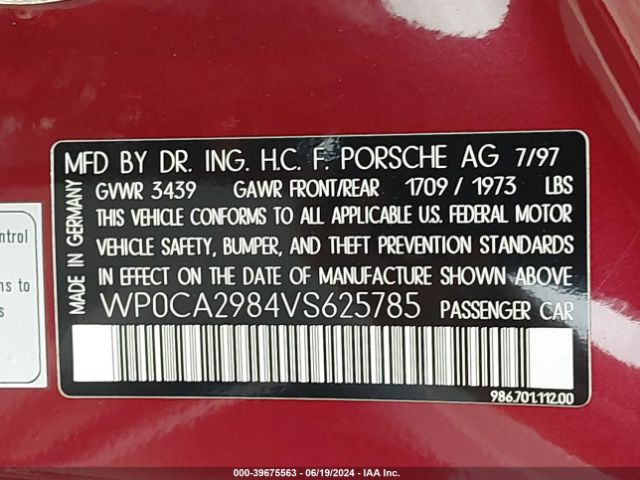 MADE IN GERMANY
MFD BY DR. ING. H.C. F. PORSCHE AG 7/97
GVWR 3439 GAWR FRONT/REAR 1709 / 1973 LBS
THIS VEHICLE CONFORMS TO ALL APPLICABLE U.S. FEDERAL MOTOR
VEHICLE SAFETY, BUMPER, AND THEFT PREVENTION STANDARDS
IN EFFECT ON THE DATE OF MANUFACTURE SHOWN ABOVE
WP0CA2984VS625785 PASSENGER CAR
986.701.112.00
ontrol
ns to
s
000-39675563 - 06/19/2024 - IAA Inc.